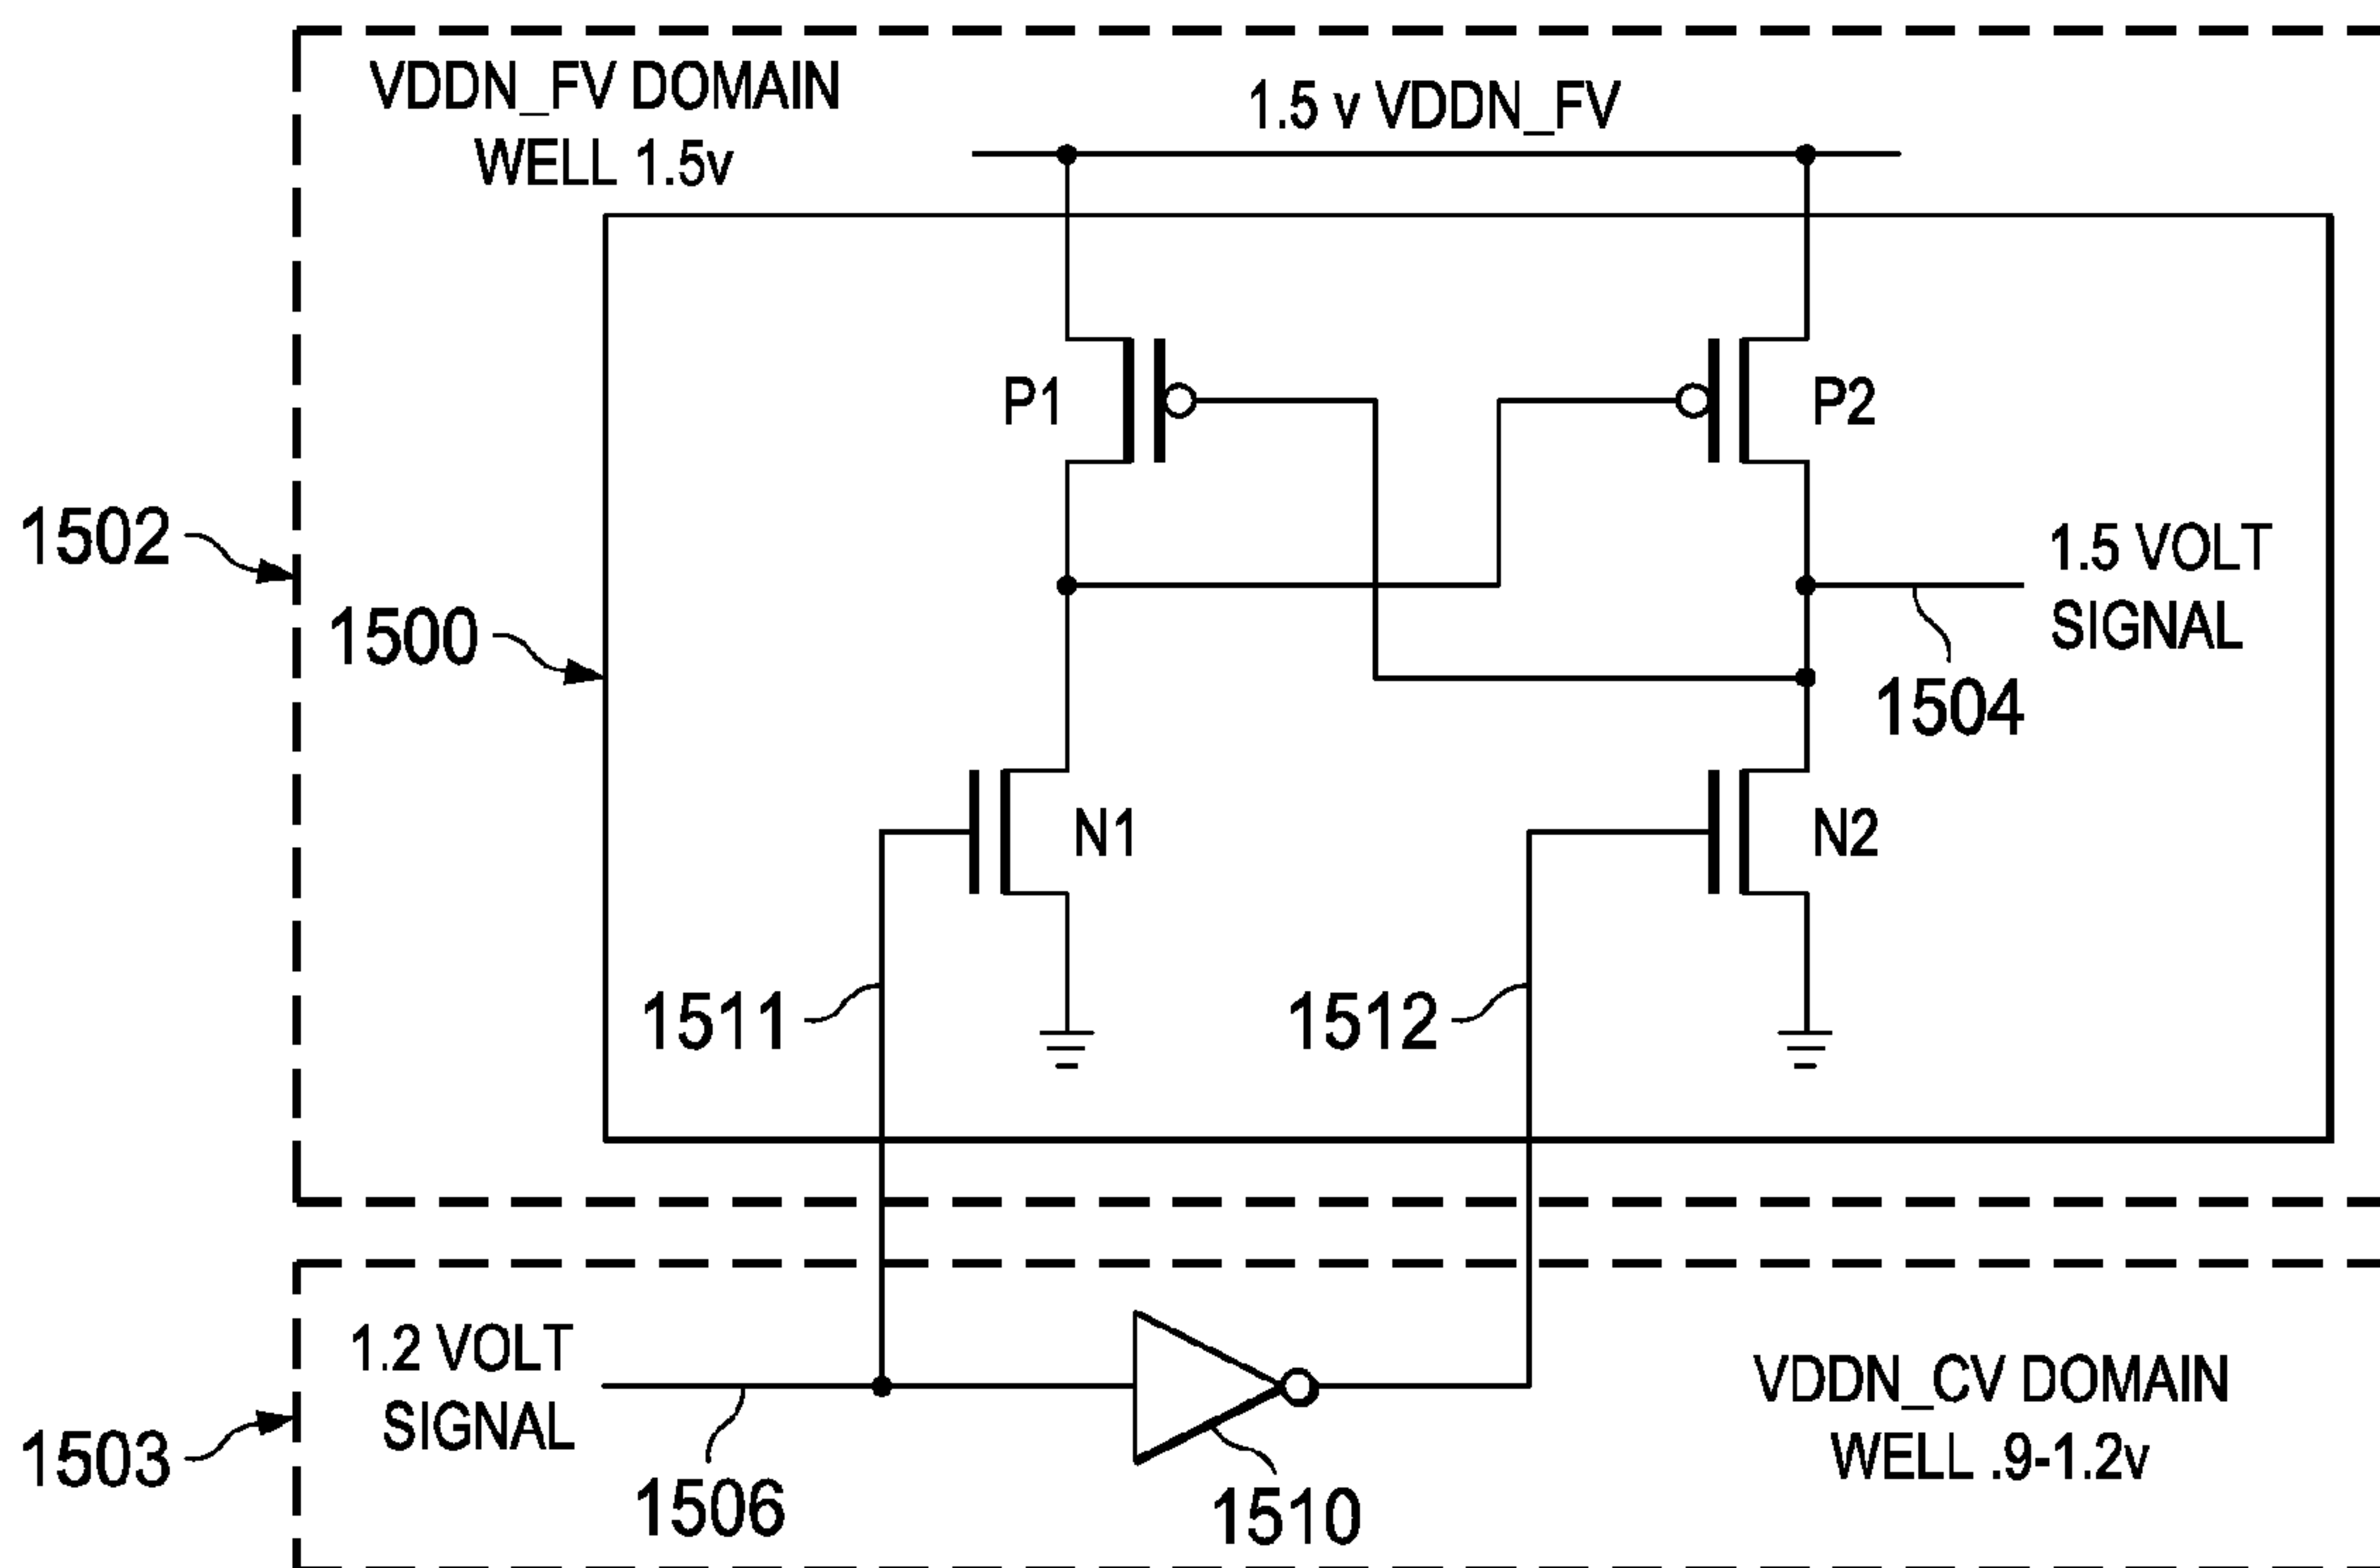 VDDN_FV DOMAIN
WELL 1.5v
1.5 v VDDN_FV
P1
P2
1502
1500
1.5 VOLT
SIGNAL
1504
N1
N2
1511
1512
1.2 VOLT
SIGNAL
1503
1506
1510
VDDN_CV DOMAIN
WELL .9-1.2v